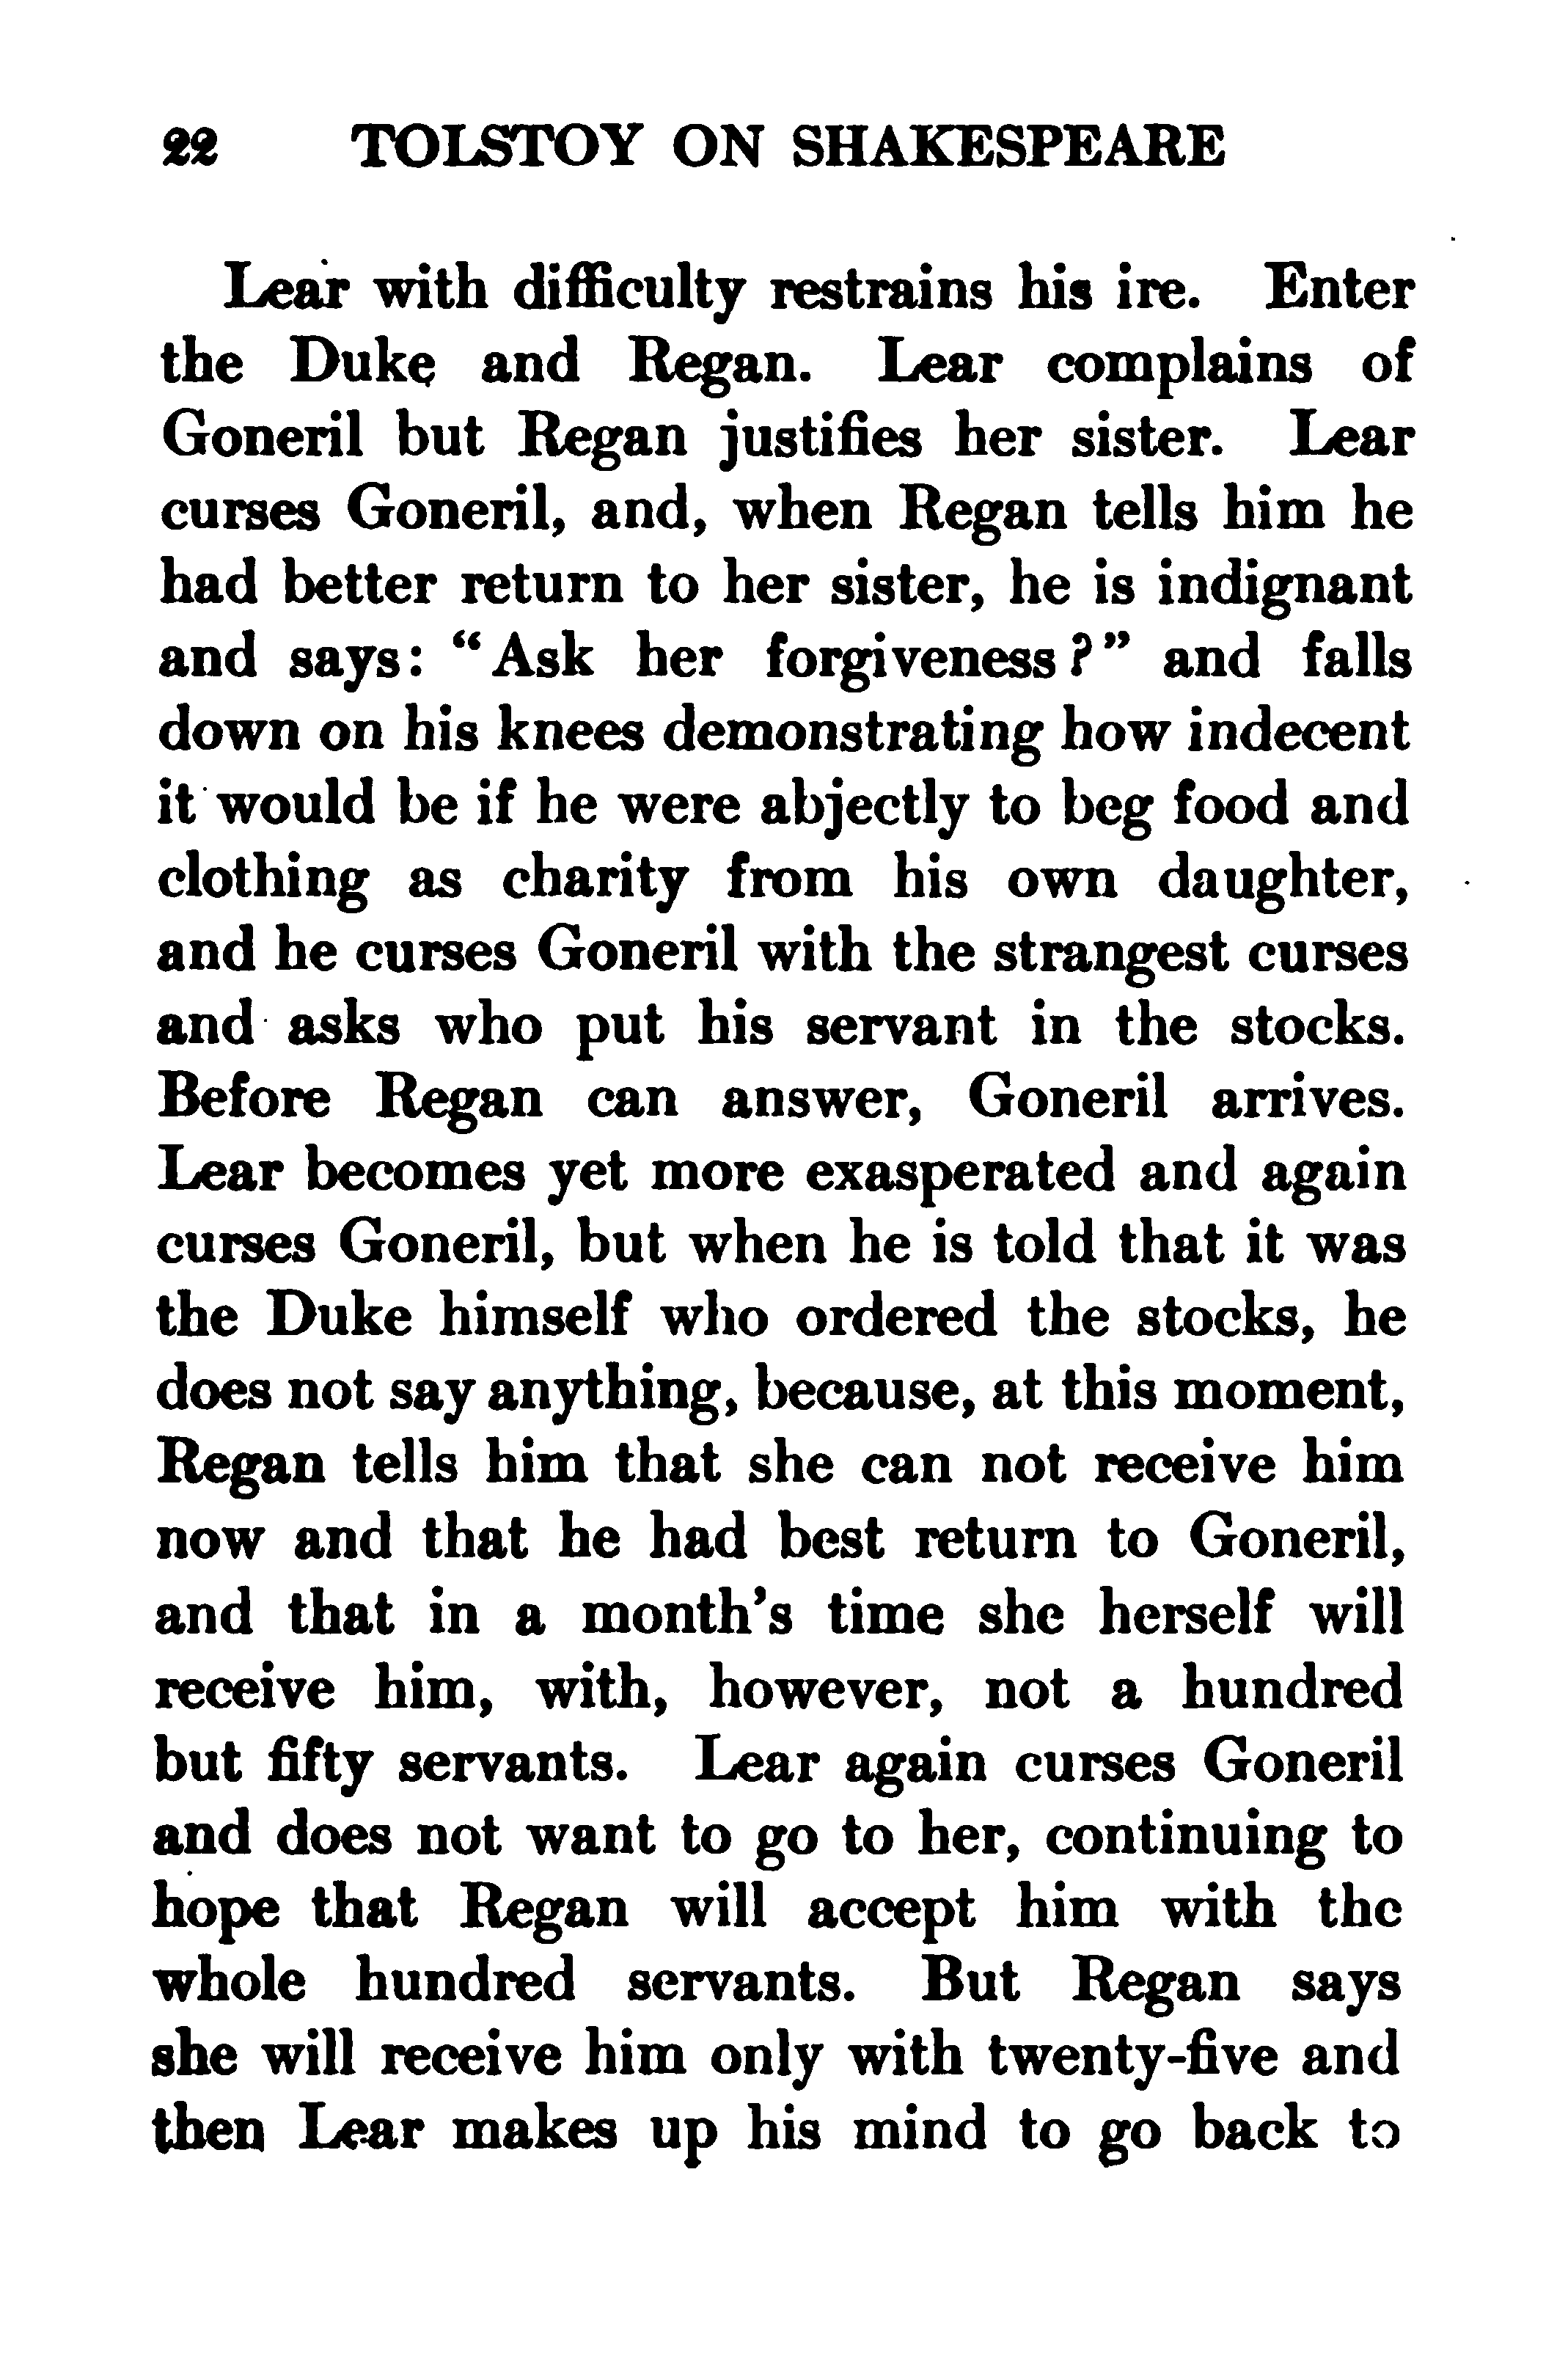 22 TOLSTOY ON SHAKESPEARE
Lear with difficulty restrains his ire. Enter
the Duke and Regan. Lear complains of
Goneril but Regan justifies her sister. Lear
curses Goneril, and, when Regan tells him he
had better return to her sister, he is indignant
and says: “Ask her forgiveness?” and falls
down on his knees demonstrating how indecent
it would be if he were abjectly to beg food and
clothing as charity from his own daughter,
and he curses Goneril with the strangest curses
and asks who put his servant in the stocks.
Before Regan can answer, Goneril arrives.
Lear becomes yet more exasperated and again
curses Goneril, but when he is told that it was
the Duke himself who ordered the stocks, he
does not say anything, because, at this moment,
Regan tells him that she can not receive him
now and that he had best return to Goneril,
and that in a month’s time she herself will
receive him, with, however, not a hundred
but fifty servants. Lear again curses Goneril
and does not want to go to her, continuing to
hope that Regan will accept him with the
whole hundred servants. But Regan says
she will receive him only with twenty-five and
then Lear makes up his mind to go back to